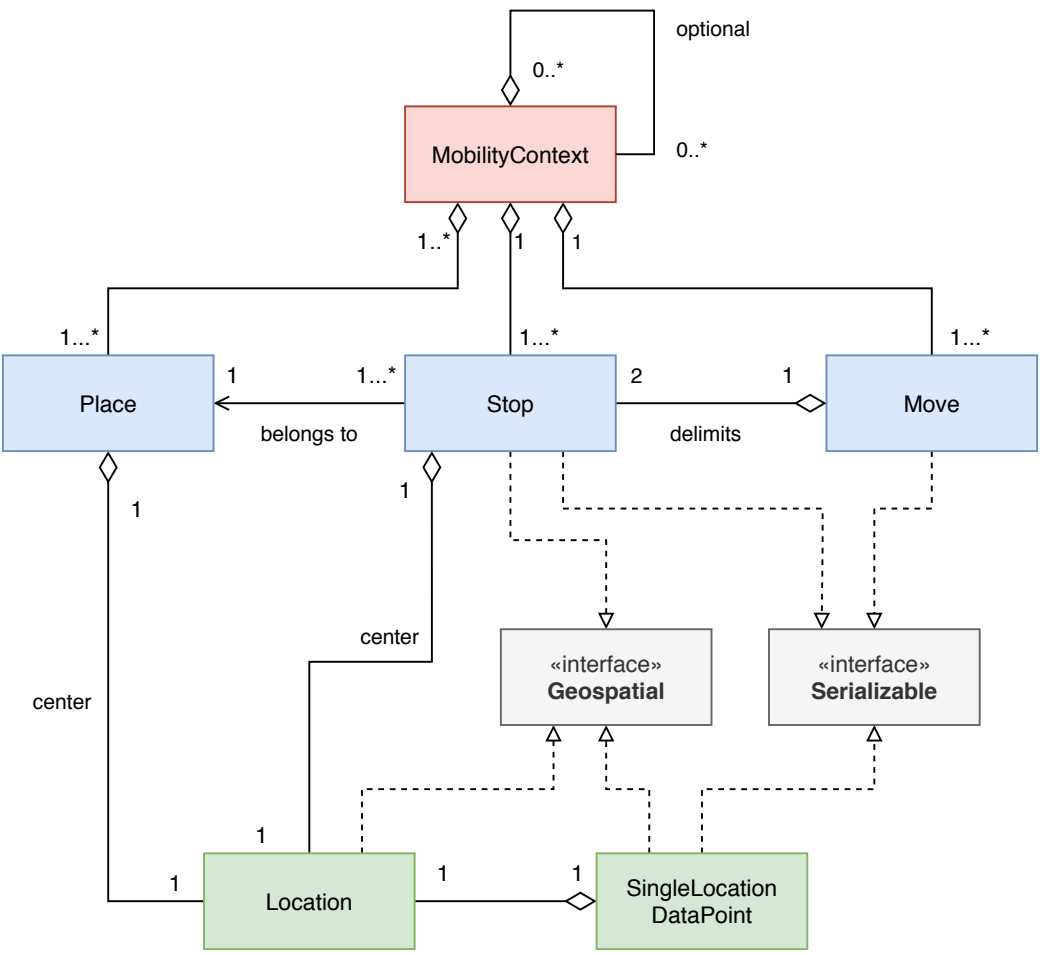 optional
0..*
MobilityContext
0..*
1..*
1
1
1...*
1...*
1...*
Place
1
1...*
belongs to
Stop
2
1
delimits
Move
1
1
center
center
«interface»
Geospatial
«interface»
Serializable
1
1
Location
1
1
SingleLocation
DataPoint